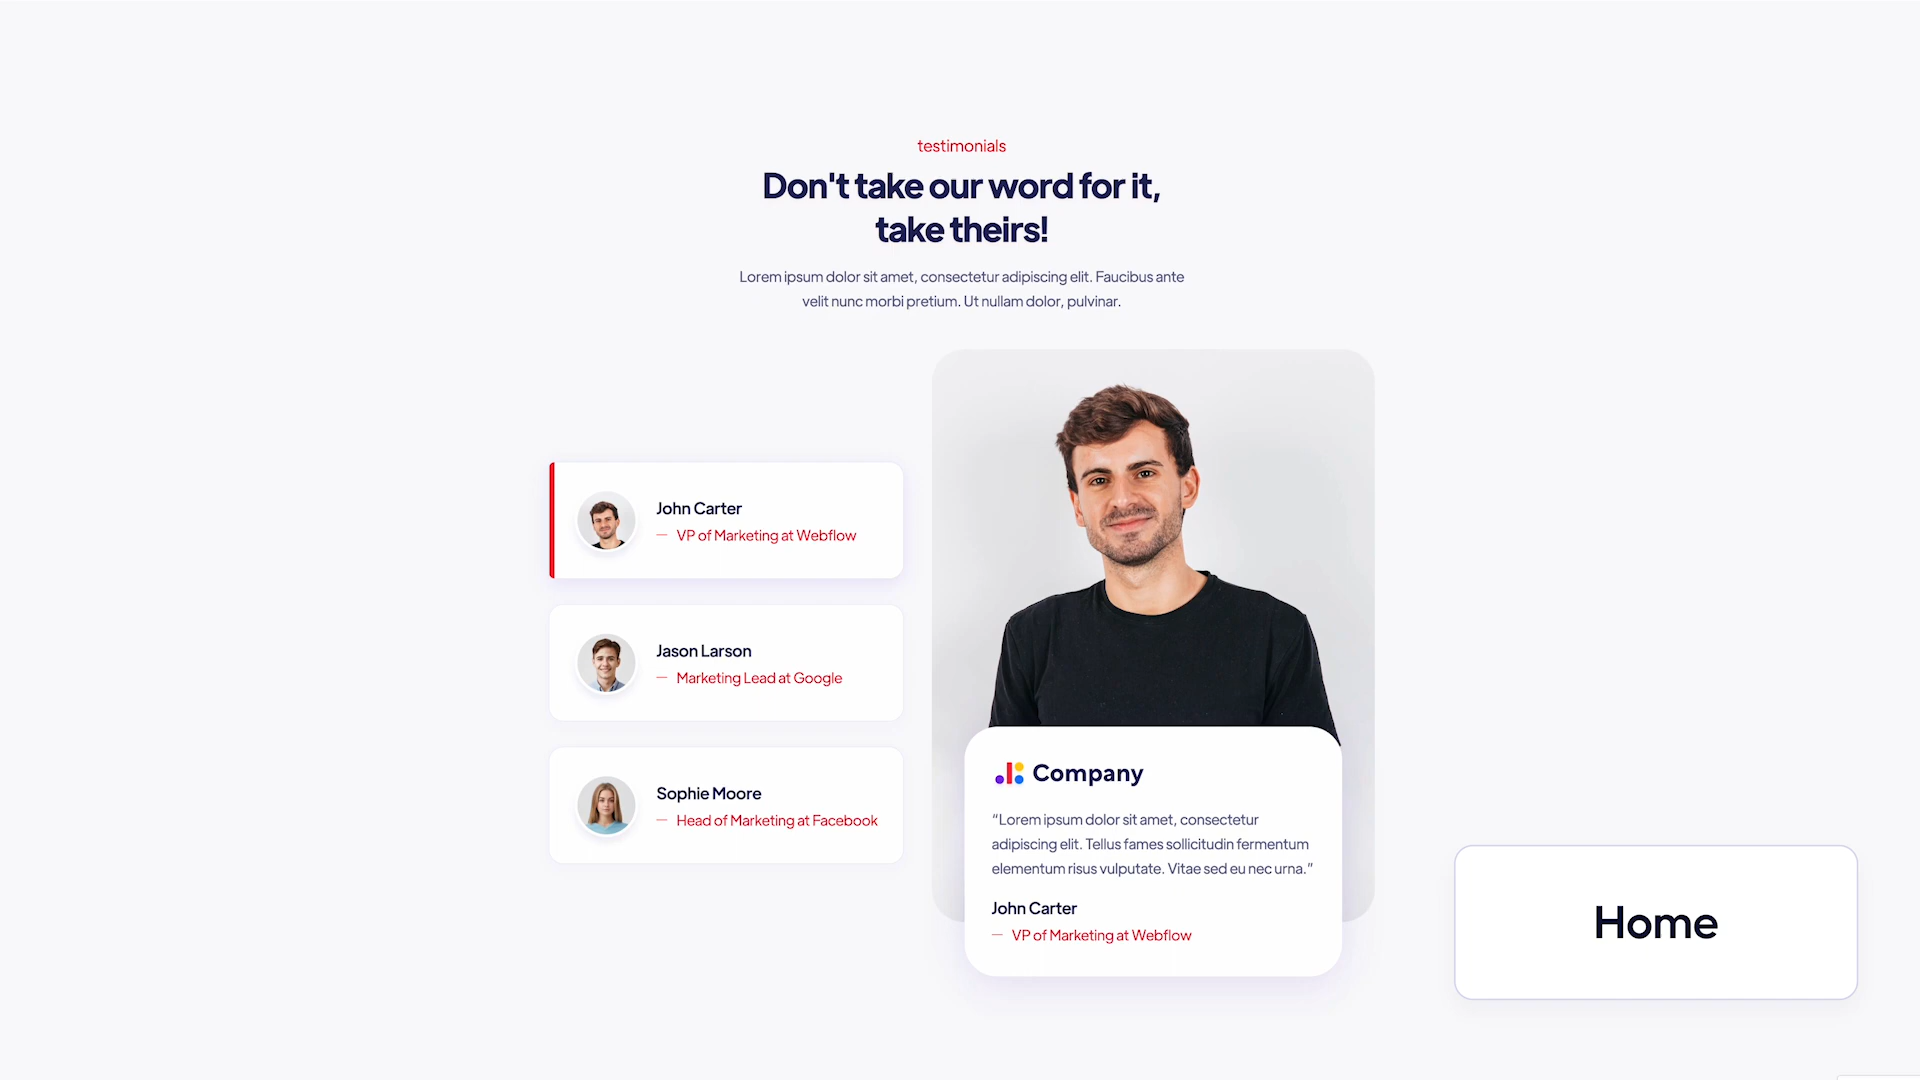 testimonials
Don't take our word for it,
take theirs!
Lorem ipsum dolor sit amet, consectetur adipiscing elit. Faucibus ante
velit nunc morbi pretium. Ut nullam dolor, pulvinar.
John Carter
— VP of Marketing at Webflow
Jason Larson
— Marketing Lead at Google
Sophie Moore
— Head of Marketing at Facebook
Company
“Lorem ipsum dolor sit amet, consectetur
adipiscing elit. Tellus fames sollicitudin fermentum
elementum risus vulputate. Vitae sed eu nec urna.”
John Carter
— VP of Marketing at Webflow
Home